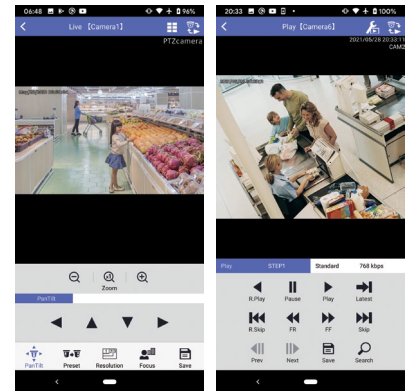 06:48
96%
Live 【Camera1】
PTZcamera
Zoom
x1
PanTilt
PanTilt
Preset
Resolution
Focus
Save
20:33
100%
Play 【Camera6】
2021/05/28 20:33:11
CAM2
Play
STEP1
Standard
768 kbps
R.Play
Pause
Play
Latest
R.Skip
FR
FF
Skip
Prev
Next
Save
Search